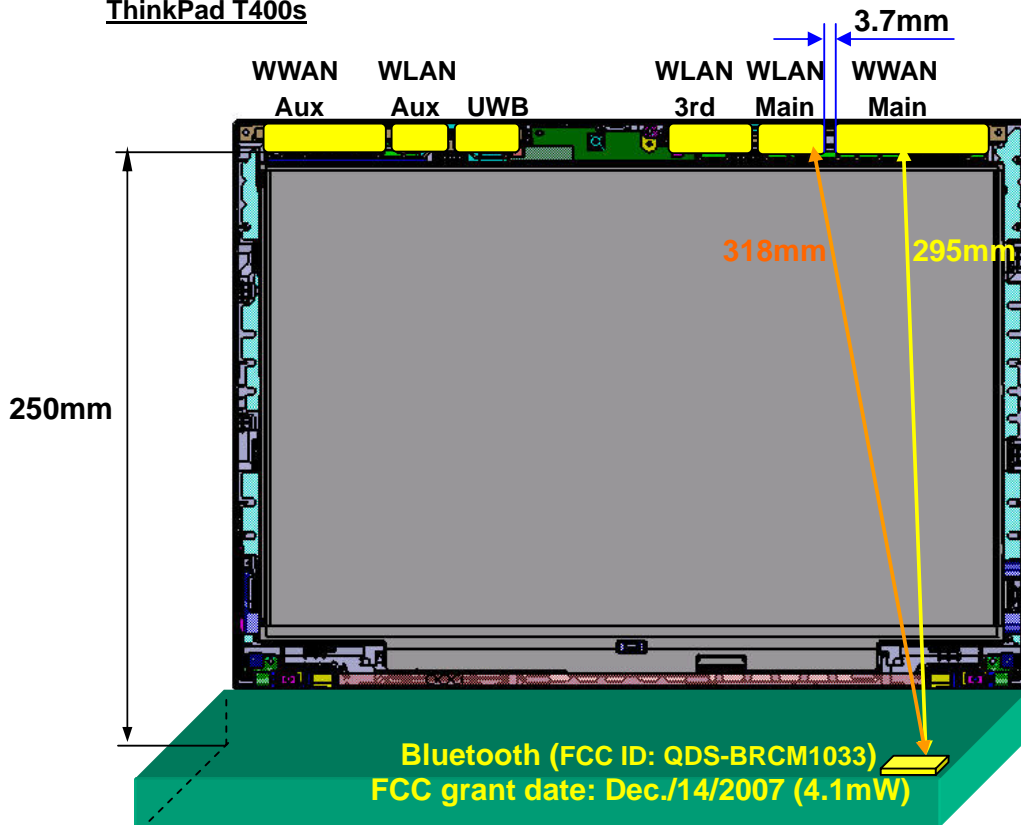 ThinkPad T400s
3.7mm
WWAN WLAN WLAN WLAN WWAN
Aux Aux UWB 3rd Main Main
318mm 295mm
250mm
Bluetooth (FCC ID: QDS-BRCM1033)
FCC grant date: Dec./14/2007 (4.1mW)